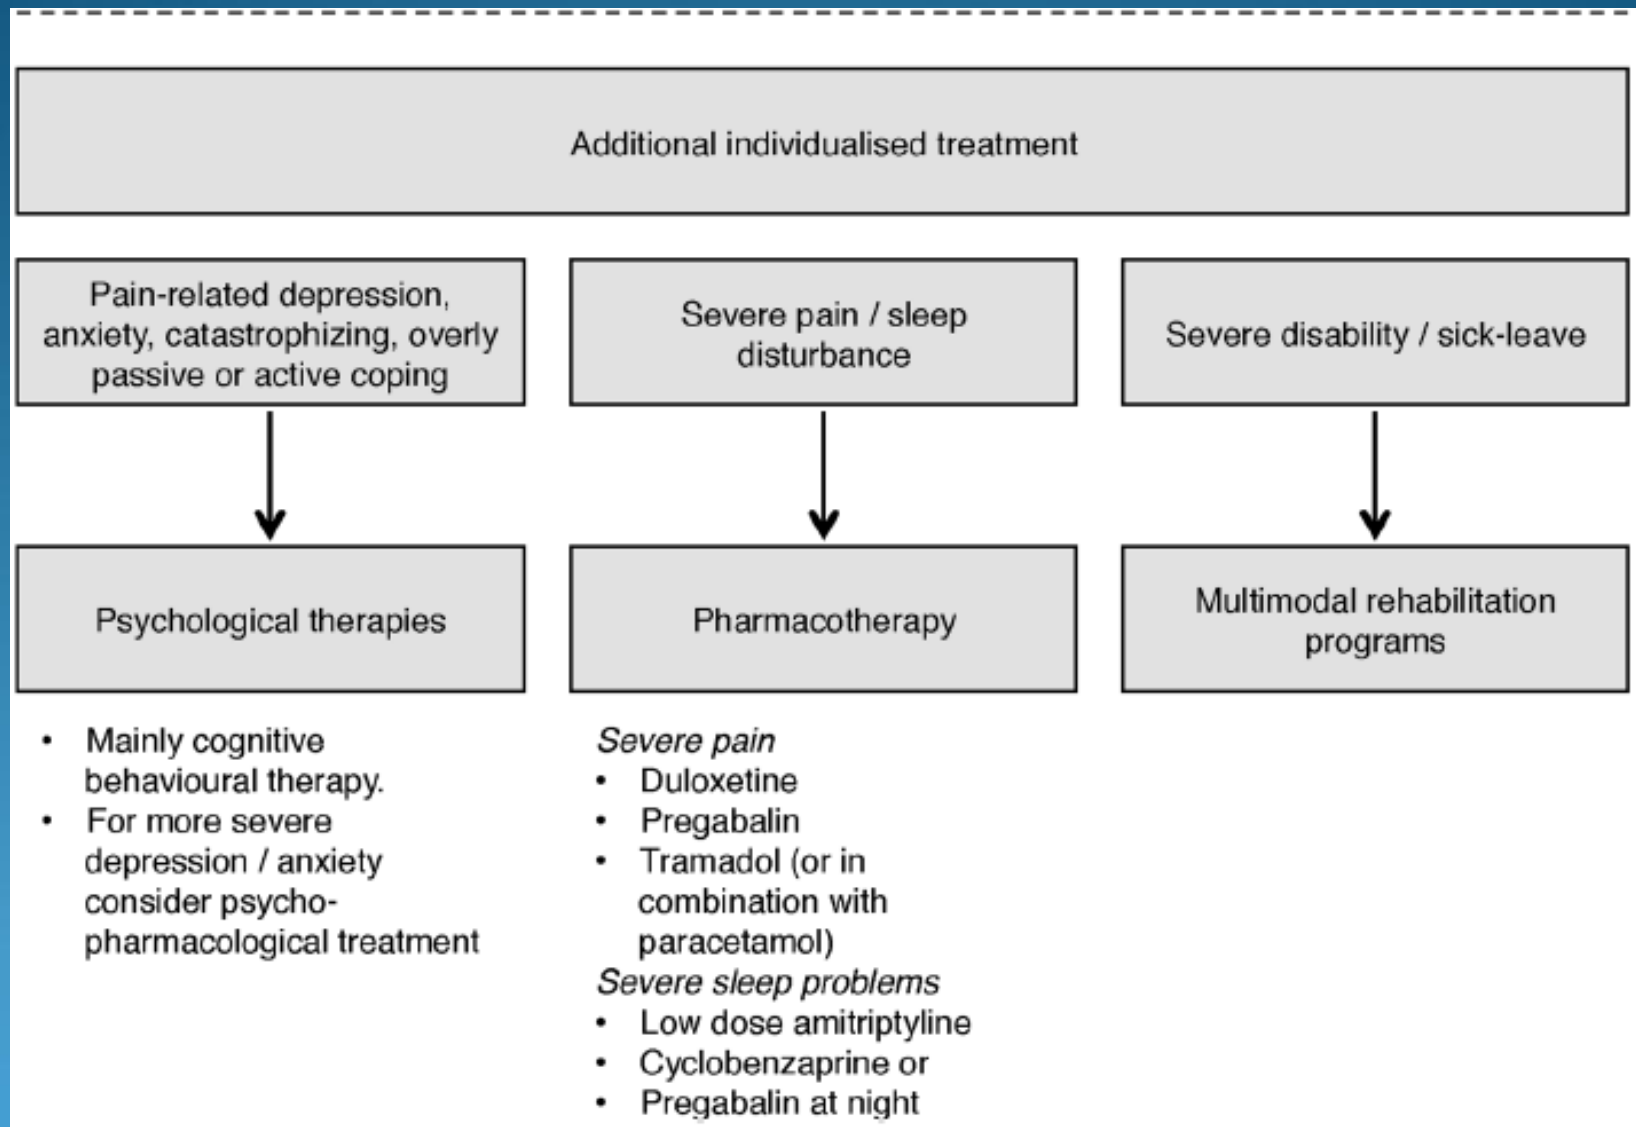 Additional individualised treatment
Pain-related depression,
anxiety, catastrophizing, overly
passive or active coping
Severe pain / sleep
disturbance
Severe disability / sick-leave
Psychological therapies
Pharmacotherapy
Multimodal rehabilitation
programs
• Mainly cognitive
behavioural therapy.
• For more severe
depression / anxiety
consider psycho-
pharmacological treatment
Severe pain
• Duloxetine
• Pregabalin
• Tramadol (or in
combination with
paracetamol)
Severe sleep problems
• Low dose amitriptyline
• Cyclobenzaprine or
• Pregabalin at night